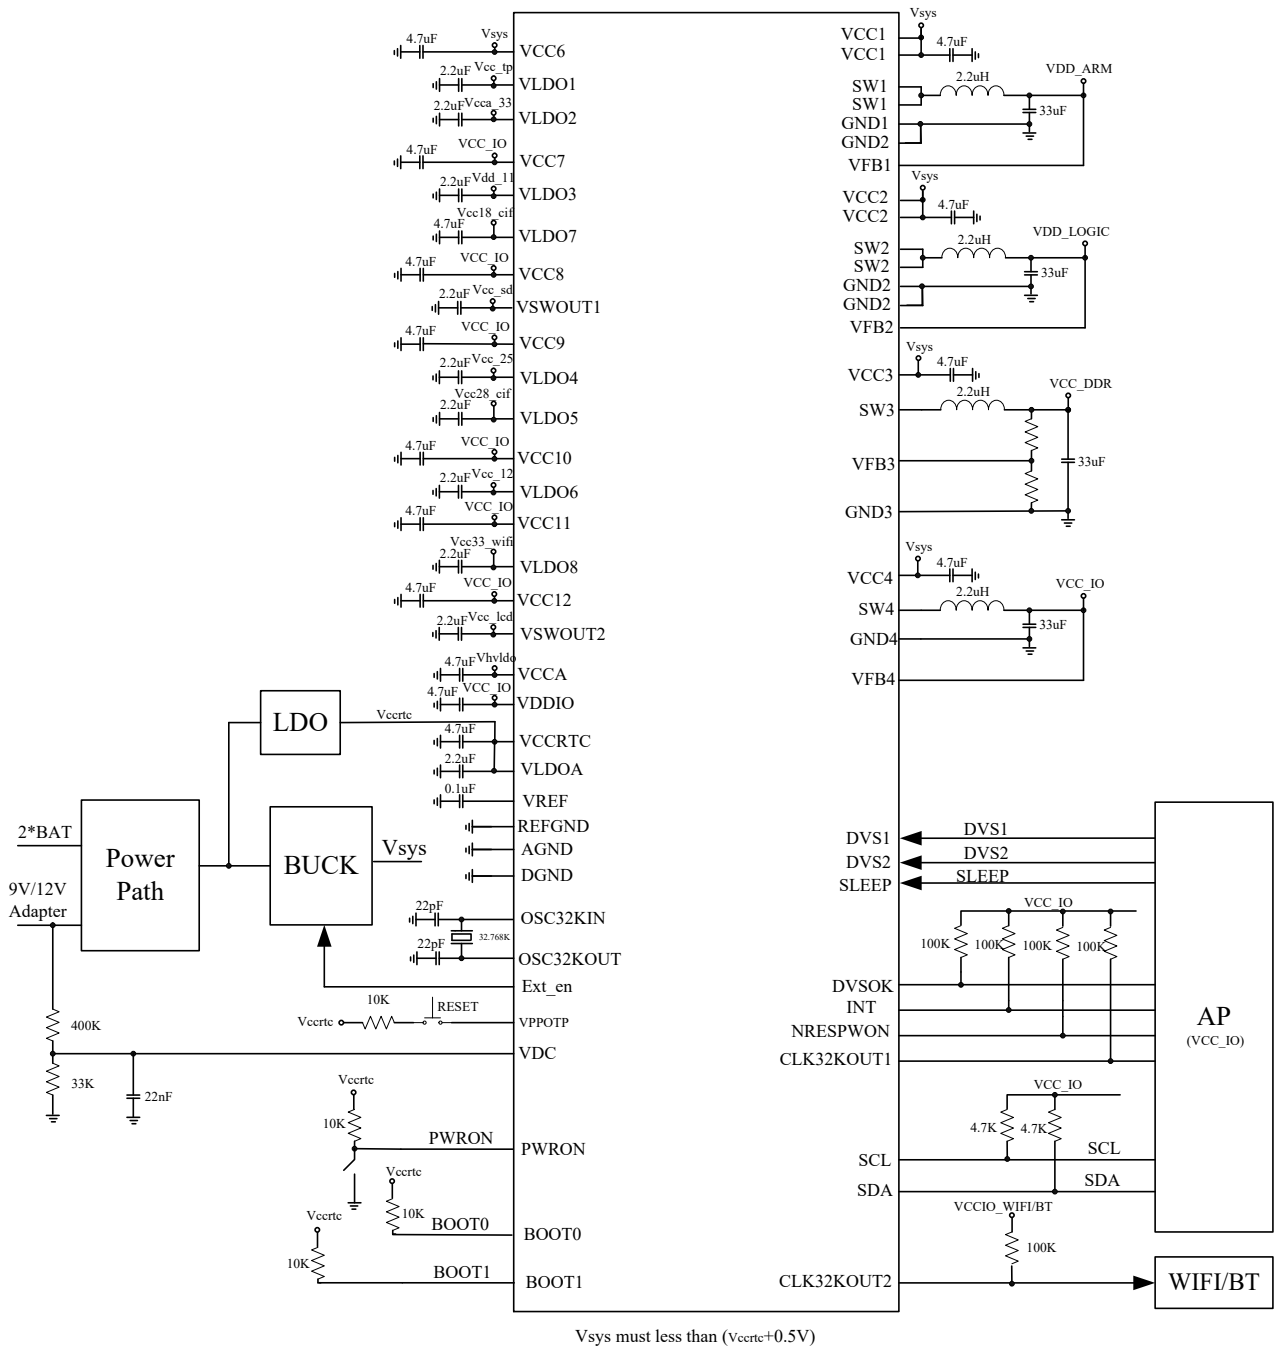 Vsys
4.7uF
VCC6
2.2uF Vcc_tp
VLDO1
2.2uF Vcca_33
VLDO2
VCC_IO
4.7uF
VCC7
2.2uF Vdd_11
VLDO3
Vcc18_cif
4.7uF
VLDO7
VCC_IO
4.7uF
VCC8
2.2uF Vcc_sd
VSWOUT1
VCC_IO
4.7uF
VCC9
2.2uF Vcc_25
VLDO4
Vcc28_cif
2.2uF
VLDO5
VCC_IO
4.7uF
VCC10
2.2uF Vcc_12
VLDO6
VCC_IO
4.7uF
VCC11
Vcc33_wifi
2.2uF
VLDO8
VCC_IO
4.7uF
VCC12
2.2uF Vcc_lcd
VSWOUT2
4.7uF Vhvldo
VCCA
4.7uF VCC_IO
VDDIO
LDO
Vccrtc
4.7uF
VCCRTC
2.2uF
VLDOA
0.1uF
VREF
REFGND
AGND
DGND
2*BAT
9V/12V
Adapter
Power
Path
BUCK
Vsys
22pF
OSC32KIN
32.768K
22pF
OSC32KOUT
Ext_en
10K
RESET
Vccrtc
VPPOTP
400K
VDC
33K
22nF
Vccrtc
10K
PWRON
PWRON
Vccrtc
10K
BOOT0
BOOT0
Vccrtc
10K
BOOT1
BOOT1
Vsys
VCC1
VCC1
4.7uF
SW1
SW1
2.2uH
VDD_ARM
33uF
GND1
GND2
VFB1
Vsys
VCC2
VCC2
4.7uF
SW2
SW2
2.2uH
VDD_LOGIC
33uF
GND2
GND2
VFB2
Vsys
4.7uF
VCC3
2.2uH
VCC_DDR
SW3
VFB3
33uF
GND3
Vsys
4.7uF
VCC4
2.2uH
VCC_IO
SW4
33uF
GND4
VFB4
DVS1
DVS1
DVS2
DVS2
SLEEP
SLEEP
VCC_IO
100K
100K
100K
100K
DVSOK
INT
NRESPWON
CLK32KOUT1
AP
(VCC_IO)
VCC_IO
4.7K
4.7K
SCL
SCL
SDA
SDA
VCCIO_WIFI/BT
100K
CLK32KOUT2
WIFI/BT
Vsys must less than (Vccrtc+0.5V)